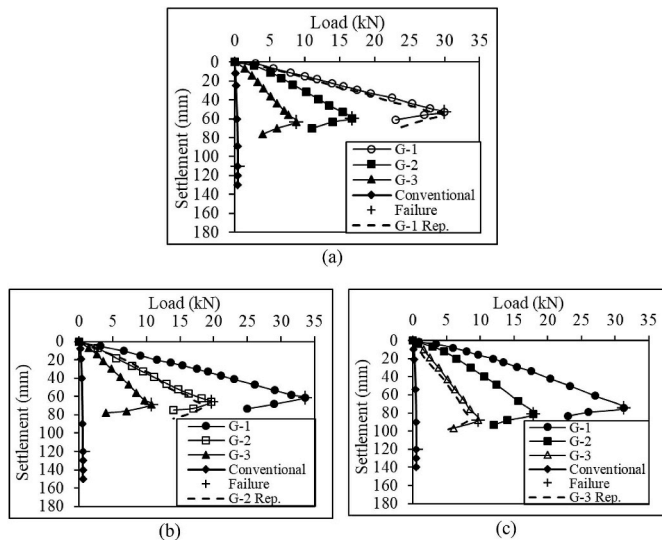 Load (kN)
0 5 10 15 20 25 30 35
Settlement (mm)
0
20
40
60
80
100
120
140
160
180
G-1
G-2
G-3
Conventional
Failure
G-1 Rep.
(a)
Load (kN)
0 5 10 15 20 25 30 35
Settlement (mm)
0
20
40
60
80
100
120
140
160
180
G-1
G-2
G-3
Conventional
Failure
G-2 Rep.
(b)
Load (kN)
0 5 10 15 20 25 30 35
Settlement (mm)
0
20
40
60
80
100
120
140
160
180
G-1
G-2
G-3
Conventional
Failure
G-3 Rep.
(c)